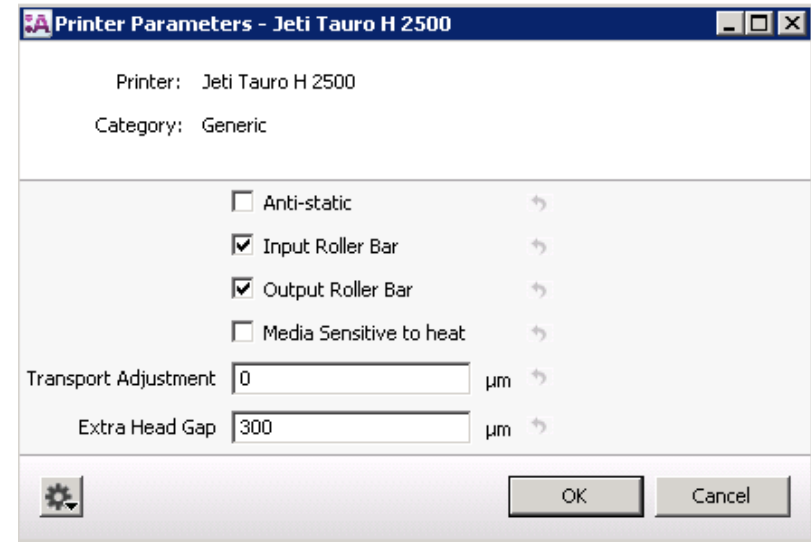 Printer Parameters - Jeti Tauro H 2500
Printer: Jeti Tauro H 2500
Category: Generic
Anti-static
Input Roller Bar
Output Roller Bar
Media Sensitive to heat
Transport Adjustment 0 µm
Extra Head Gap 300 µm
OK Cancel